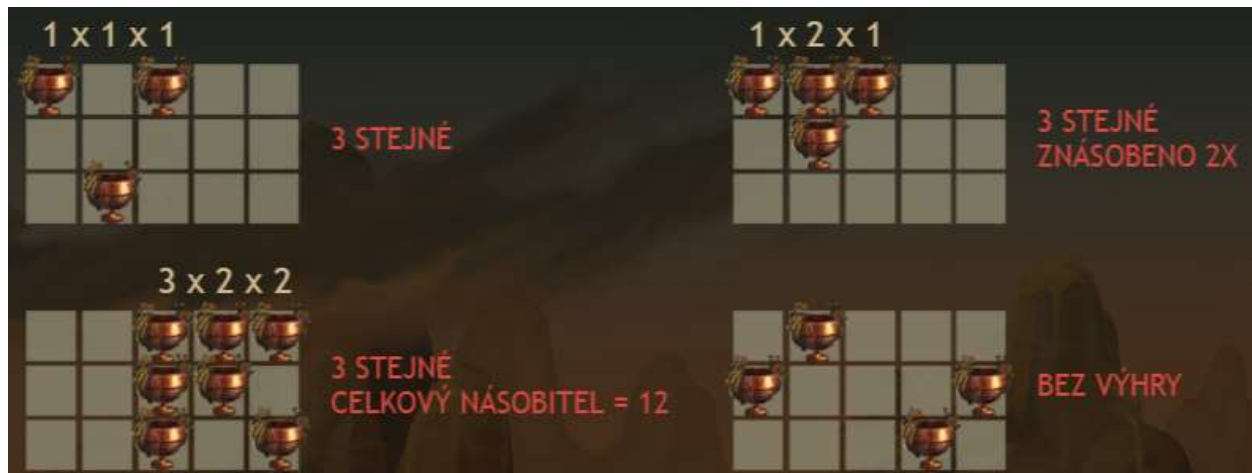 1 x 1 x 1
3 STEJNÉ
1 x 2 x 1
3 STEJNÉ
ZNÁSOBENO 2X
3 x 2 x 2
3 STEJNÉ
CELKOVÝ NÁSOBITEL = 12
BEZ VÝHRY